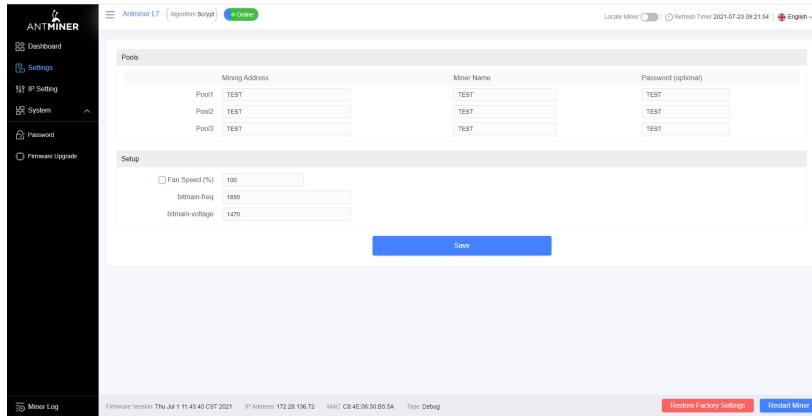 ANTMINER
Antminer L7 { Algorithm Scrypt } Online
Locate Miner Refresh Timer 2021-07-23 09:21:54 English
Dashboard
Settings
IP Setting
System
Password
Firmware Upgrade
Miner Log
Pools
Mining Address Miner Name Password (optional)
Pool1 TEST TEST TEST
Pool2 TEST TEST TEST
Pool3 TEST TEST TEST
Setup
Fan Speed (%) 100
bitmain-freq 1850
bitmain-voltage 1470
Save
Firmware Version Thu Jul 1 11:43:40 CST 2021 IP Address 172.28.136.72 MAC C8:4E:06:30:B5:5A Type Debug
Restore Factory Settings Restart Miner